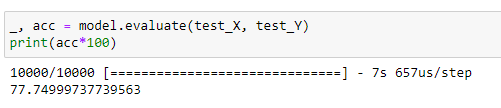 _, acc = model.evaluate(test_X, test_Y)
print(acc*100)
10000/10000 [==============================] - 7s 657us/step
77.74999737739563